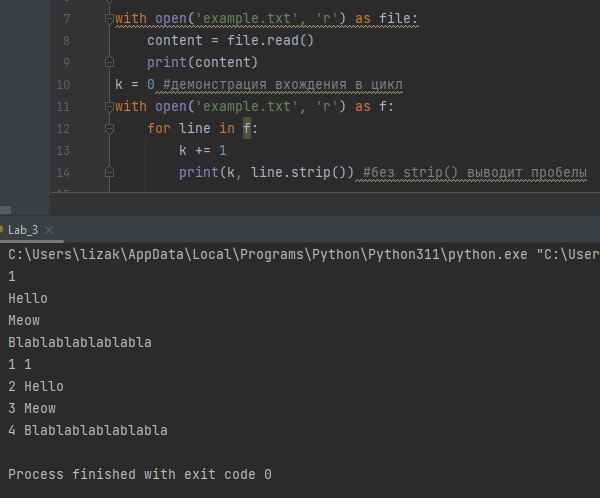 7 with open('example.txt', 'r') as file:
8     content = file.read()
9     print(content)
10 k = 0 #демонстрация вхождения в цикл
11 with open('example.txt', 'r') as f:
12     for line in f:
13         k += 1
14         print(k, line.strip()) #без strip() выводит пробелы
Lab_3 ×
C:\Users\lizak\AppData\Local\Programs\Python\Python311\python.exe "C:\User
1
Hello
Meow
Blablablablablabla
1 1
2 Hello
3 Meow
4 Blablablablablabla
Process finished with exit code 0